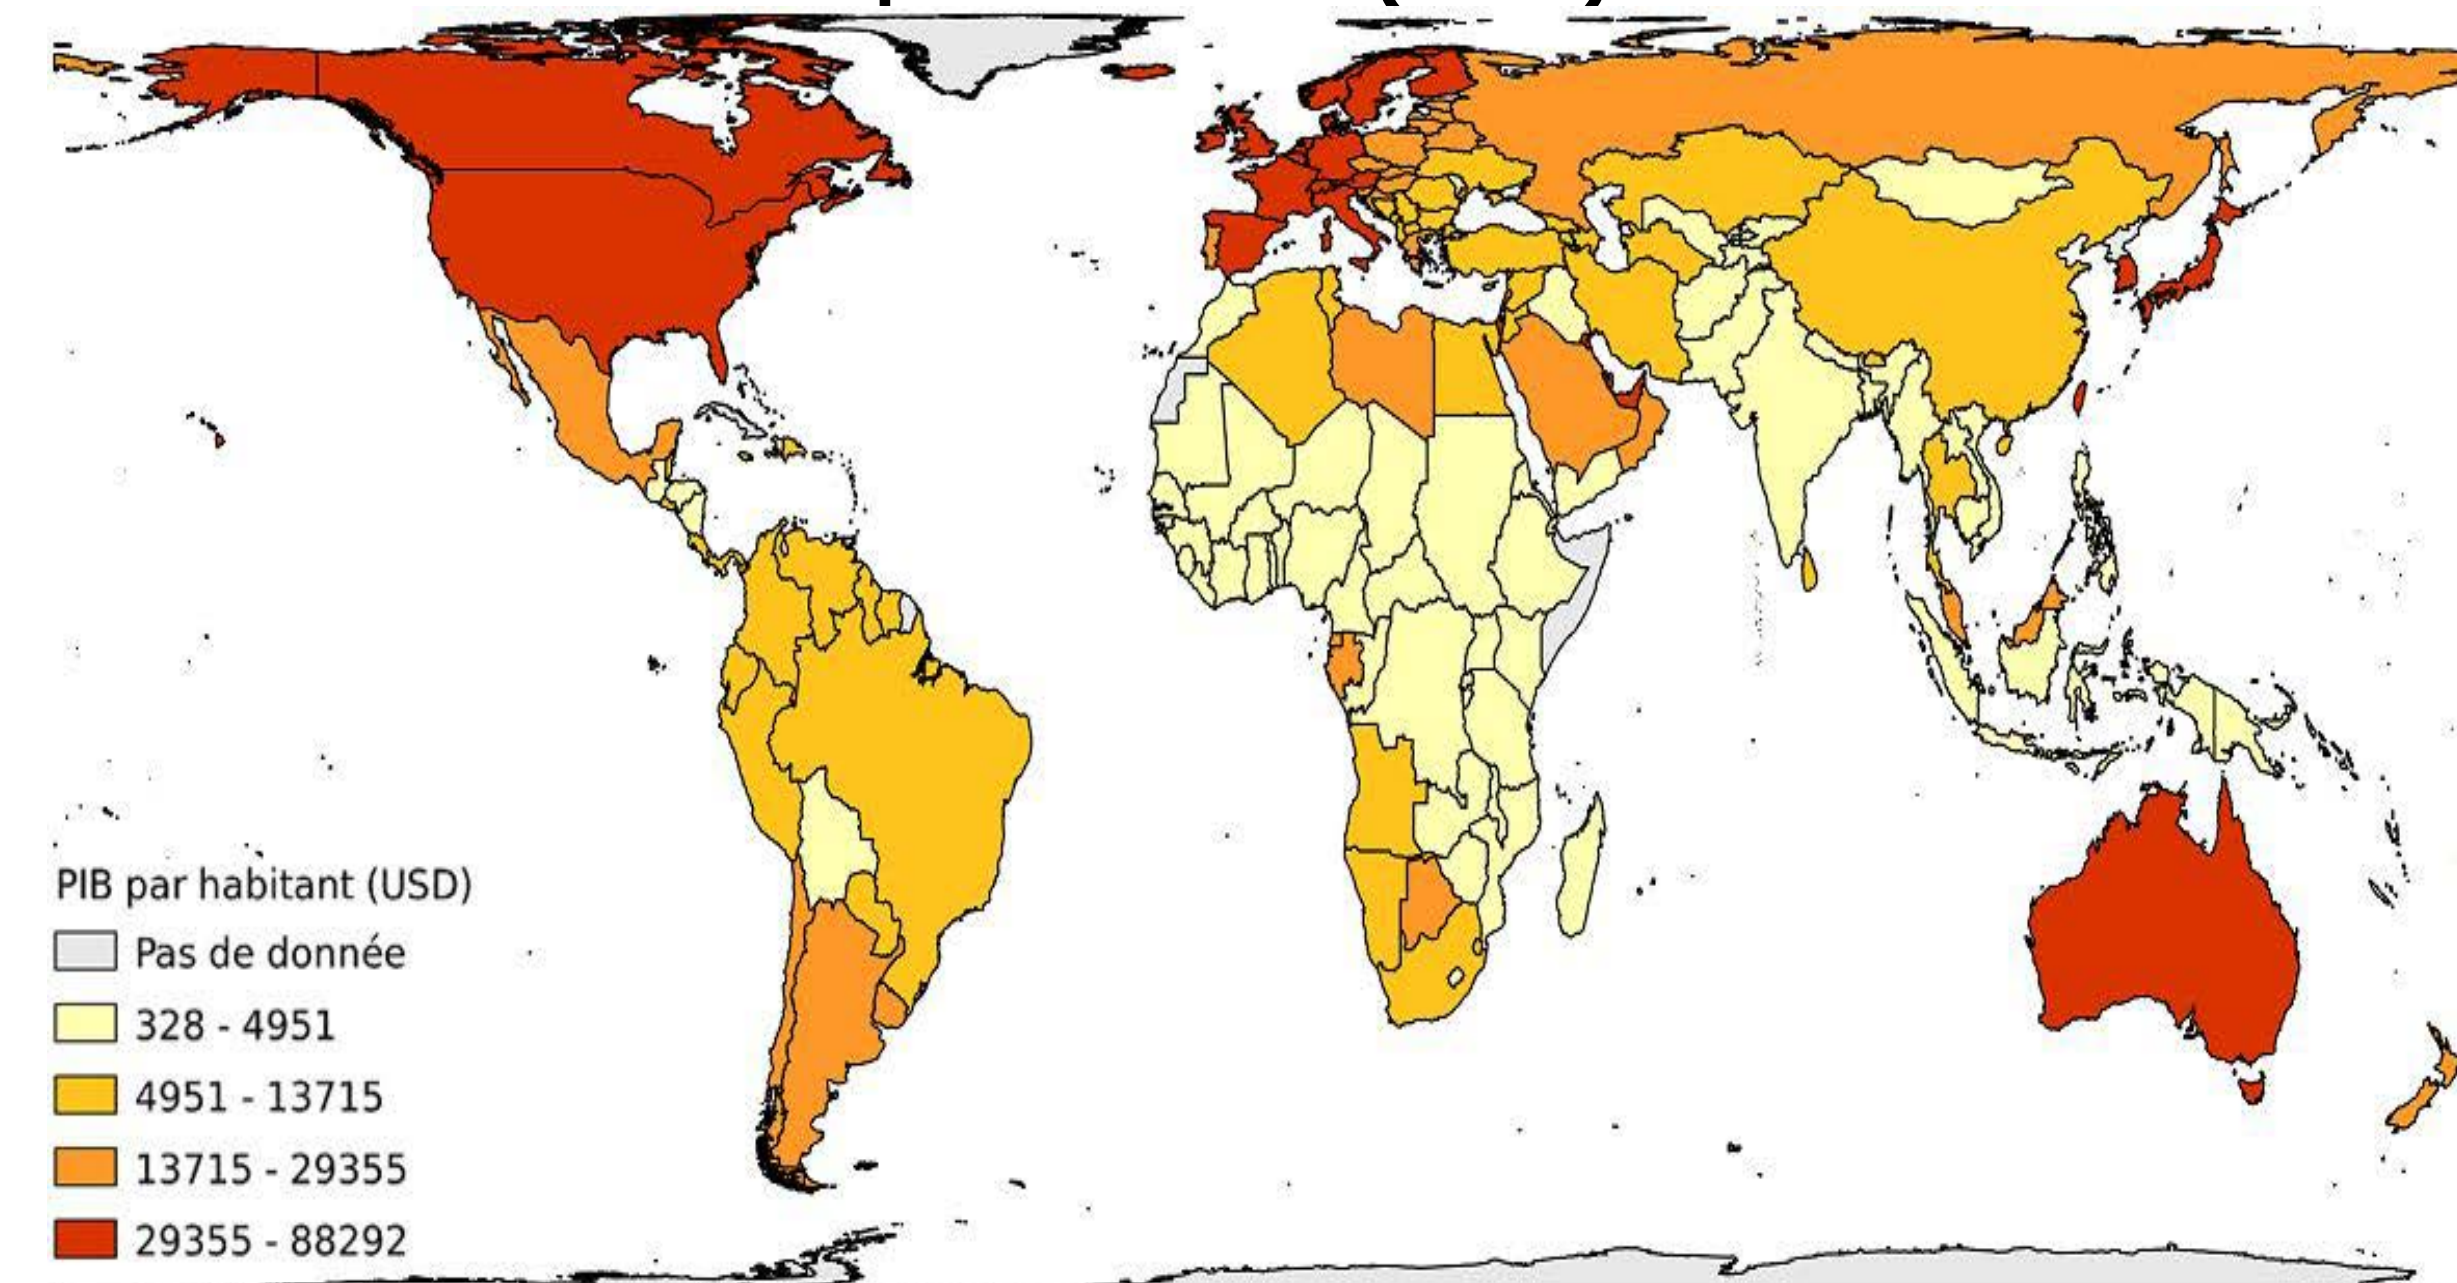 PIB par habitant (USD)
Pas de donnée
328 - 4951
4951 - 13715
13715 - 29355
29355 - 88292